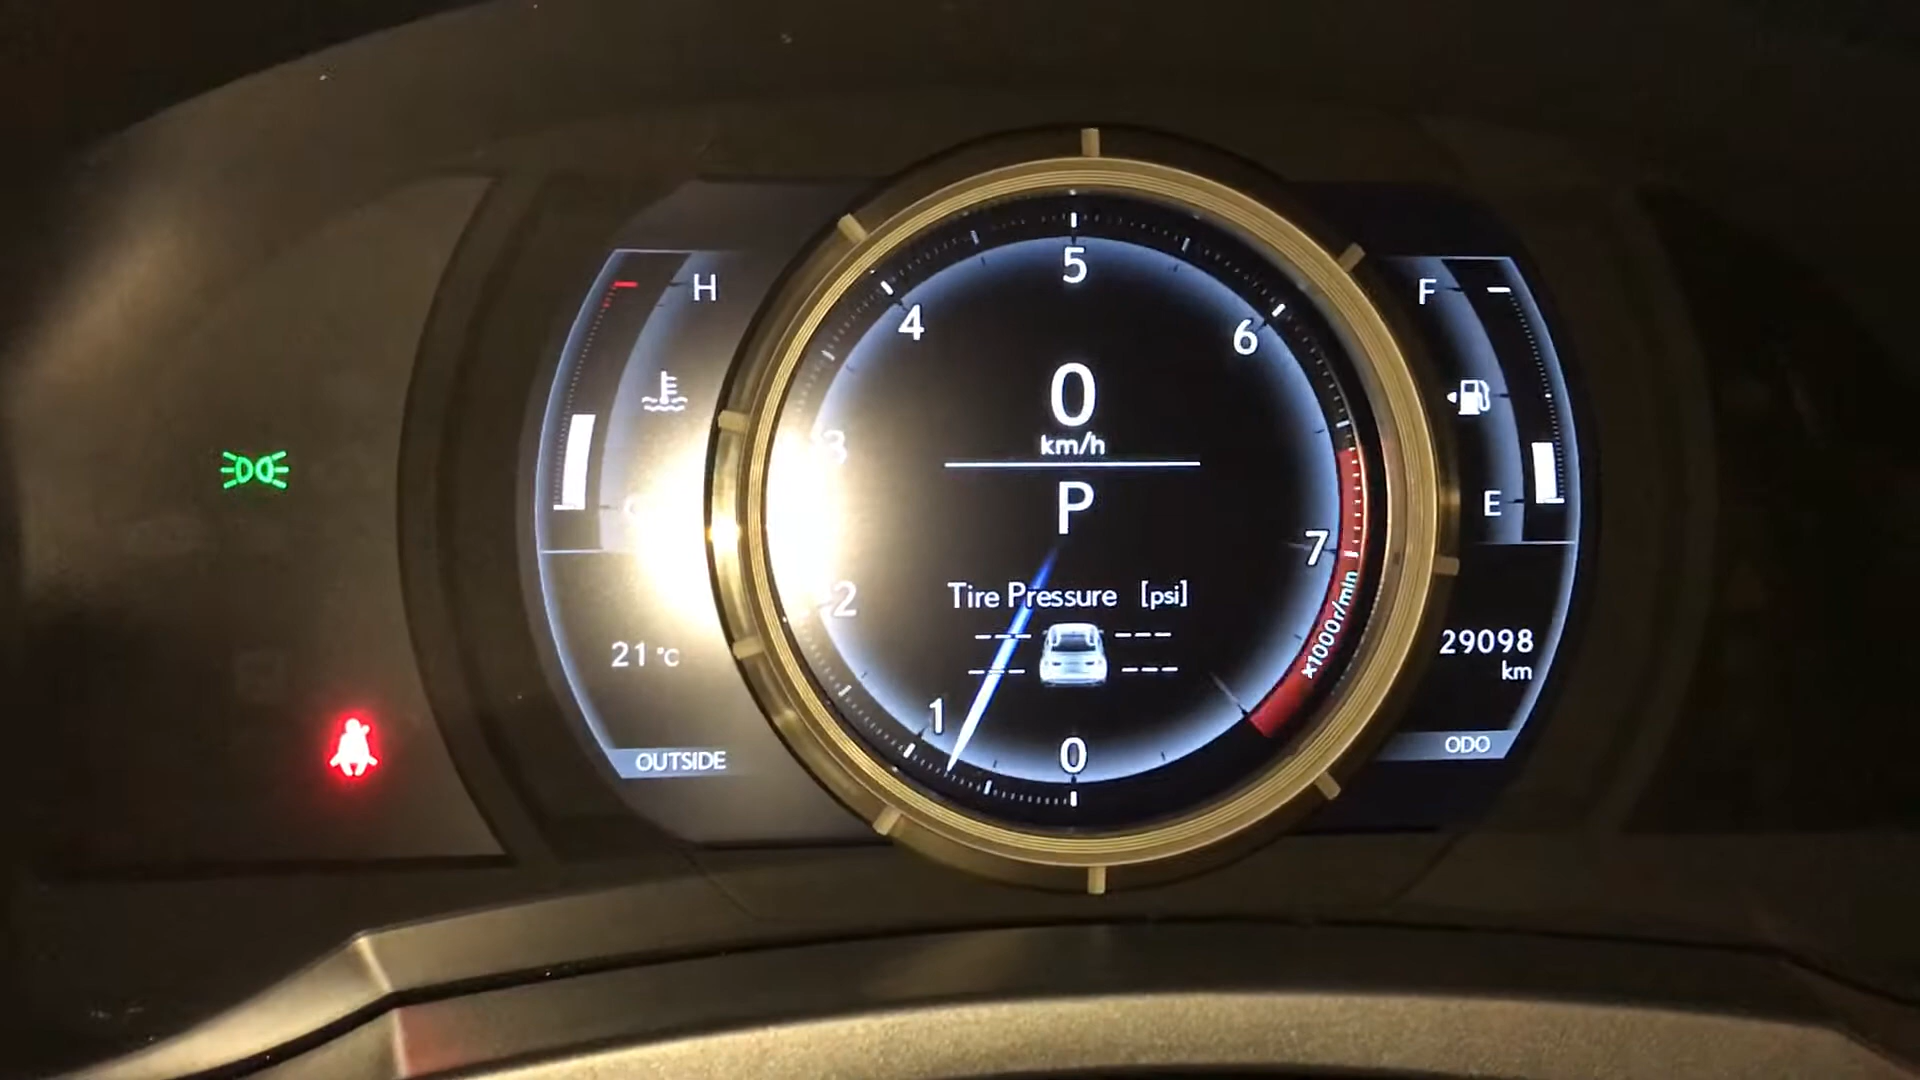 H
21 °C
OUTSIDE
5
4
6
3
2
7
1
0
x1000r/min
0
km/h
P
Tire Pressure [psi]
--- ---
--- ---
F
E
29098
km
ODO